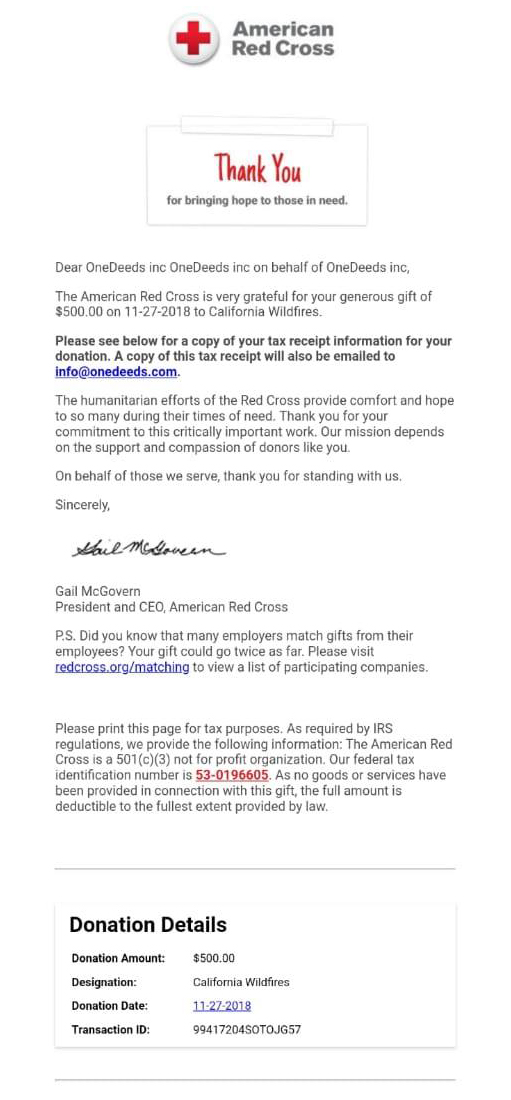 American
Red Cross
Thank You
for bringing hope to those in need.
Dear OneDeeds inc OneDeeds inc on behalf of OneDeeds inc,
The American Red Cross is very grateful for your generous gift of
$500.00 on 11-27-2018 to California Wildfires.
Please see below for a copy of your tax receipt information for your
donation. A copy of this tax receipt will also be emailed to
info@onedeeds.com.
The humanitarian efforts of the Red Cross provide comfort and hope
to so many during their times of need. Thank you for your
commitment to this critically important work. Our mission depends
on the support and compassion of donors like you.
On behalf of those we serve, thank you for standing with us.
Sincerely,
Gail McGovern
Gail McGovern
President and CEO, American Red Cross
P.S. Did you know that many employers match gifts from their
employees? Your gift could go twice as far. Please visit
redcross.org/matching to view a list of participating companies.
Please print this page for tax purposes. As required by IRS
regulations, we provide the following information: The American Red
Cross is a 501(c)(3) not for profit organization. Our federal tax
identification number is 53-0196605. As no goods or services have
been provided in connection with this gift, the full amount is
deductible to the fullest extent provided by law.
Donation Details
Donation Amount: $500.00
Designation: California Wildfires
Donation Date: 11-27-2018
Transaction ID: 99417204SOTOJG57